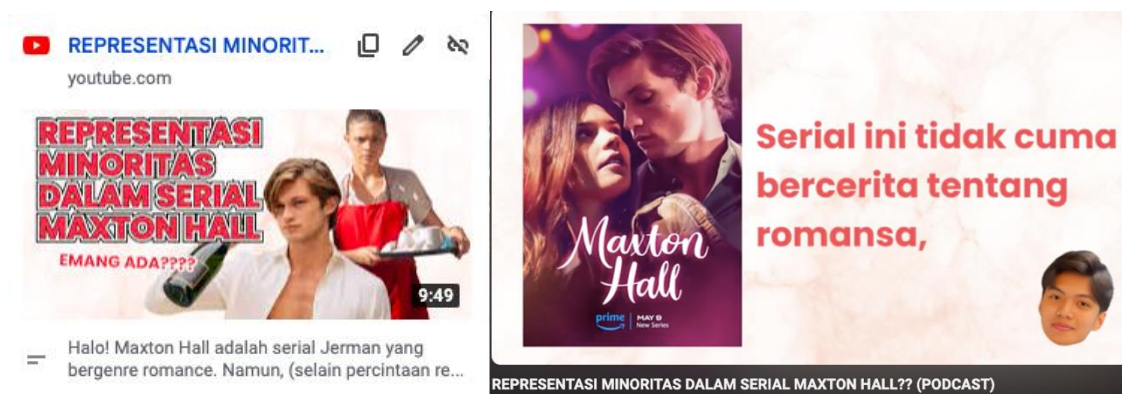 REPRESENTASI MINORIT...
youtube.com
REPRESENTASI
MINORITAS
DALAM SERIAL
MAXTON HALL
EMANG ADA????
9:49
Halo! Maxton Hall adalah serial Jerman yang
bergenre romance. Namun, (selain percintaan re...
Maxton
Hall
prime
MAY 9
New Series
Serial ini tidak cuma
bercerita tentang
romansa,
REPRESENTASI MINORITAS DALAM SERIAL MAXTON HALL?? (PODCAST)